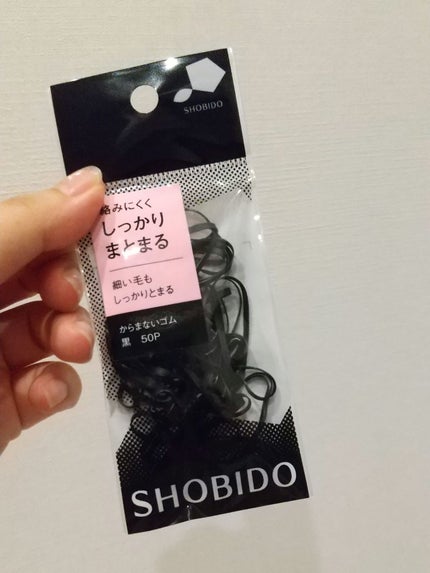 SHOBIDO
絡みにくく
しっかり
まとまる
細い毛も
しっかりとまる
からまないゴム
黒 50P
SHOBIDO